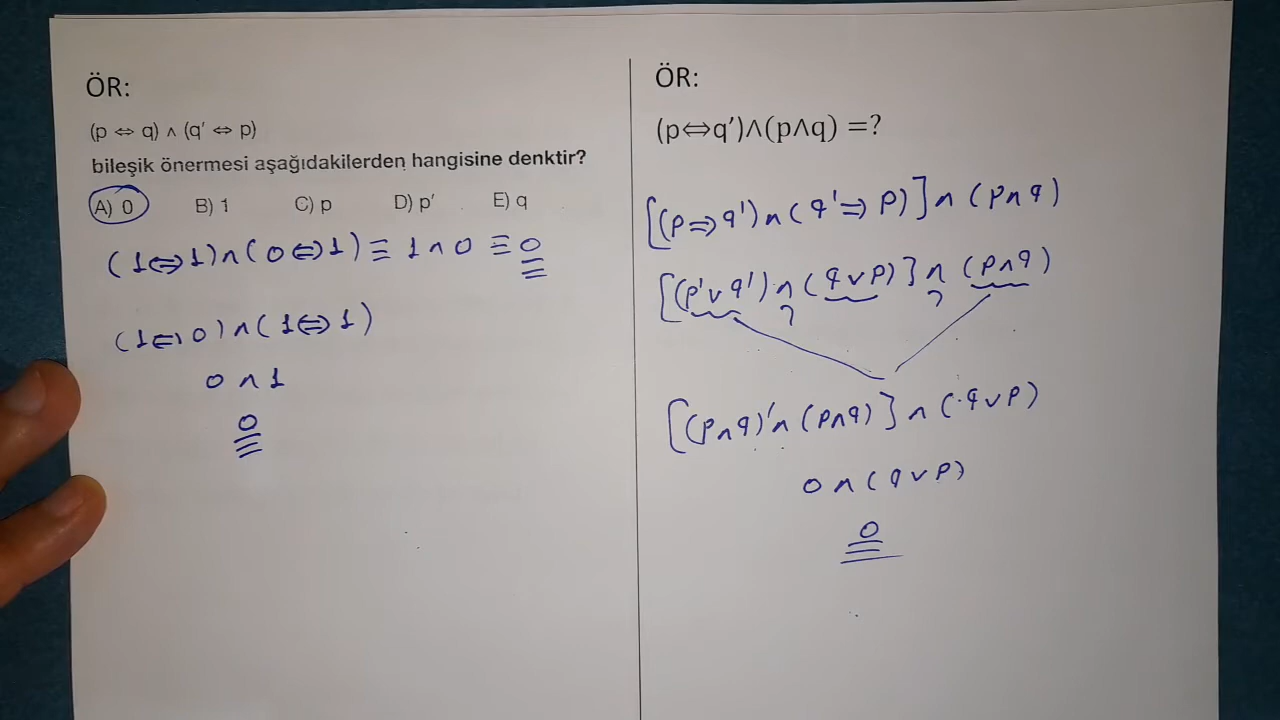 ÖR:
(p ⇔ q) ∧ (q′ ⇔ p)
bileşik önermesi aşağıdakilerden hangisine denktir?
A) 0 B) 1 C) p D) p′ E) q
(1⇔1)∧(0⇔1)≡ 1∧0 ≡0
(1⇔0)∧(1⇔1)
0∧1
0
ÖR:
(p⇔q′)∧(p∧q) =?
[(p⇒q′)∧(q′⇒p)]∧(p∧q)
[(p′∨q′)∧(q∨p)]∧(p∧q)
[(p∧q)′∧(p∧q)]∧(q∨p)
0∧(q∨p)
0